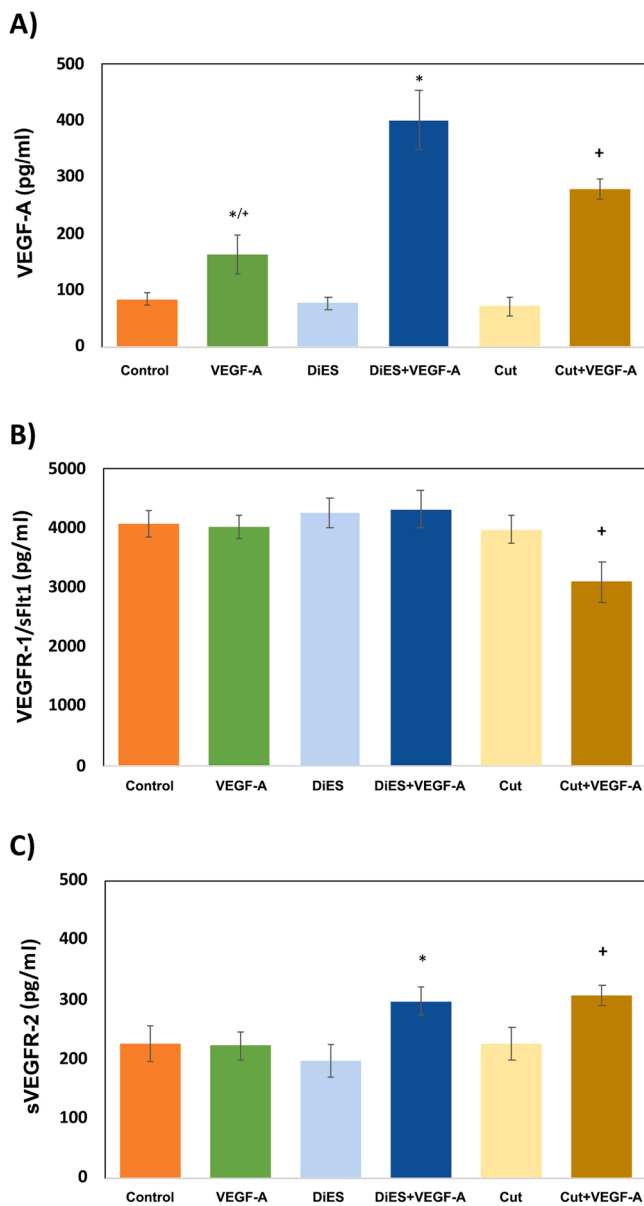 A)
VEGF-A (pg/ml)
500
400
300
200
100
0
*/+
*
+
Control VEGF-A DiES DiES+VEGF-A Cut Cut+VEGF-A
B)
VEGFR-1/sFlt1 (pg/ml)
5000
4000
3000
2000
1000
0
+
Control VEGF-A DiES DiES+VEGF-A Cut Cut+VEGF-A
C)
sVEGFR-2 (pg/ml)
500
400
300
200
100
0
*
+
Control VEGF-A DiES DiES+VEGF-A Cut Cut+VEGF-A